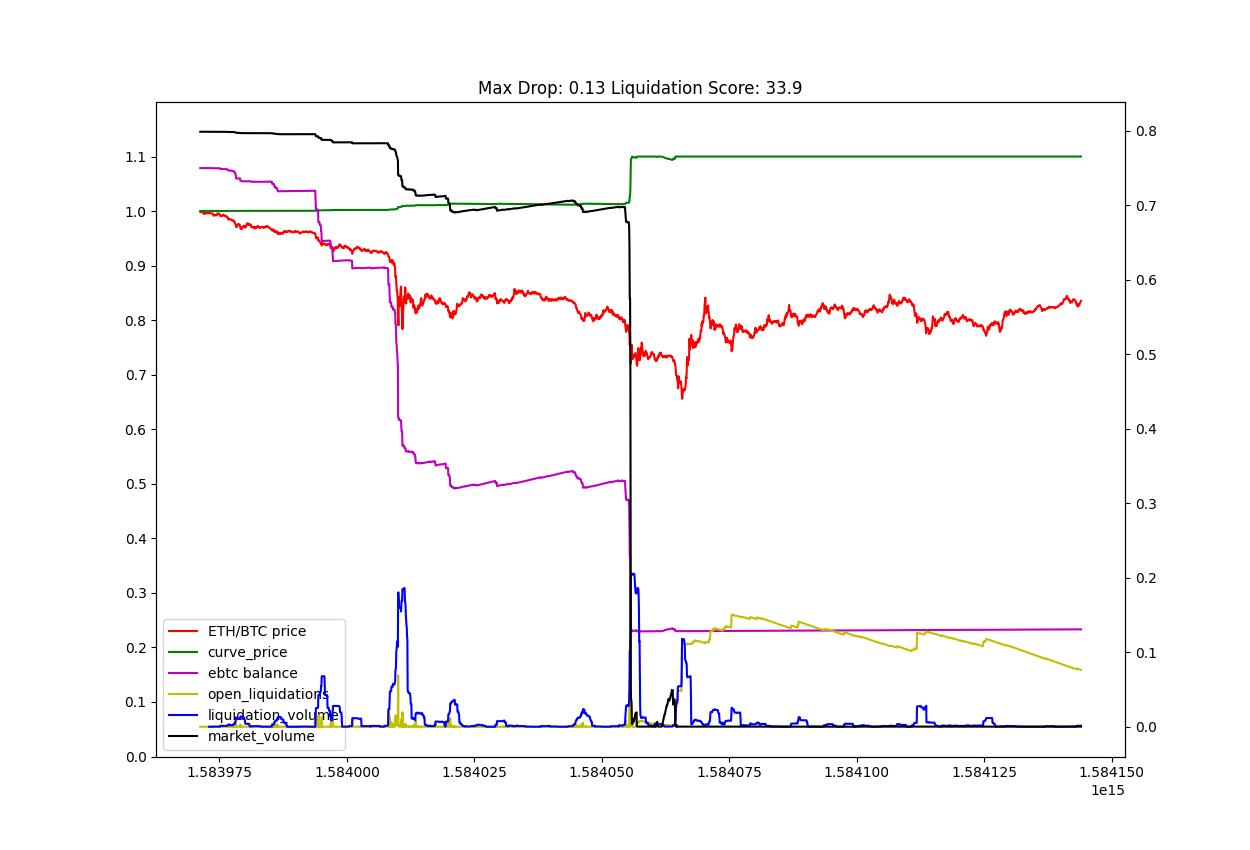 Max Drop: 0.13 Liquidation Score: 33.9
1.1
1.0
0.9
0.8
0.7
0.6
0.5
0.4
0.3
0.2
0.1
0.0
0.8
0.7
0.6
0.5
0.4
0.3
0.2
0.1
0.0
ETH/BTC price
curve_price
ebtc balance
open_liquidations
liquidation_volume
market_volume
1.583975 1.584000 1.584025 1.584050 1.584075 1.584100 1.584125 1.584150
1e15